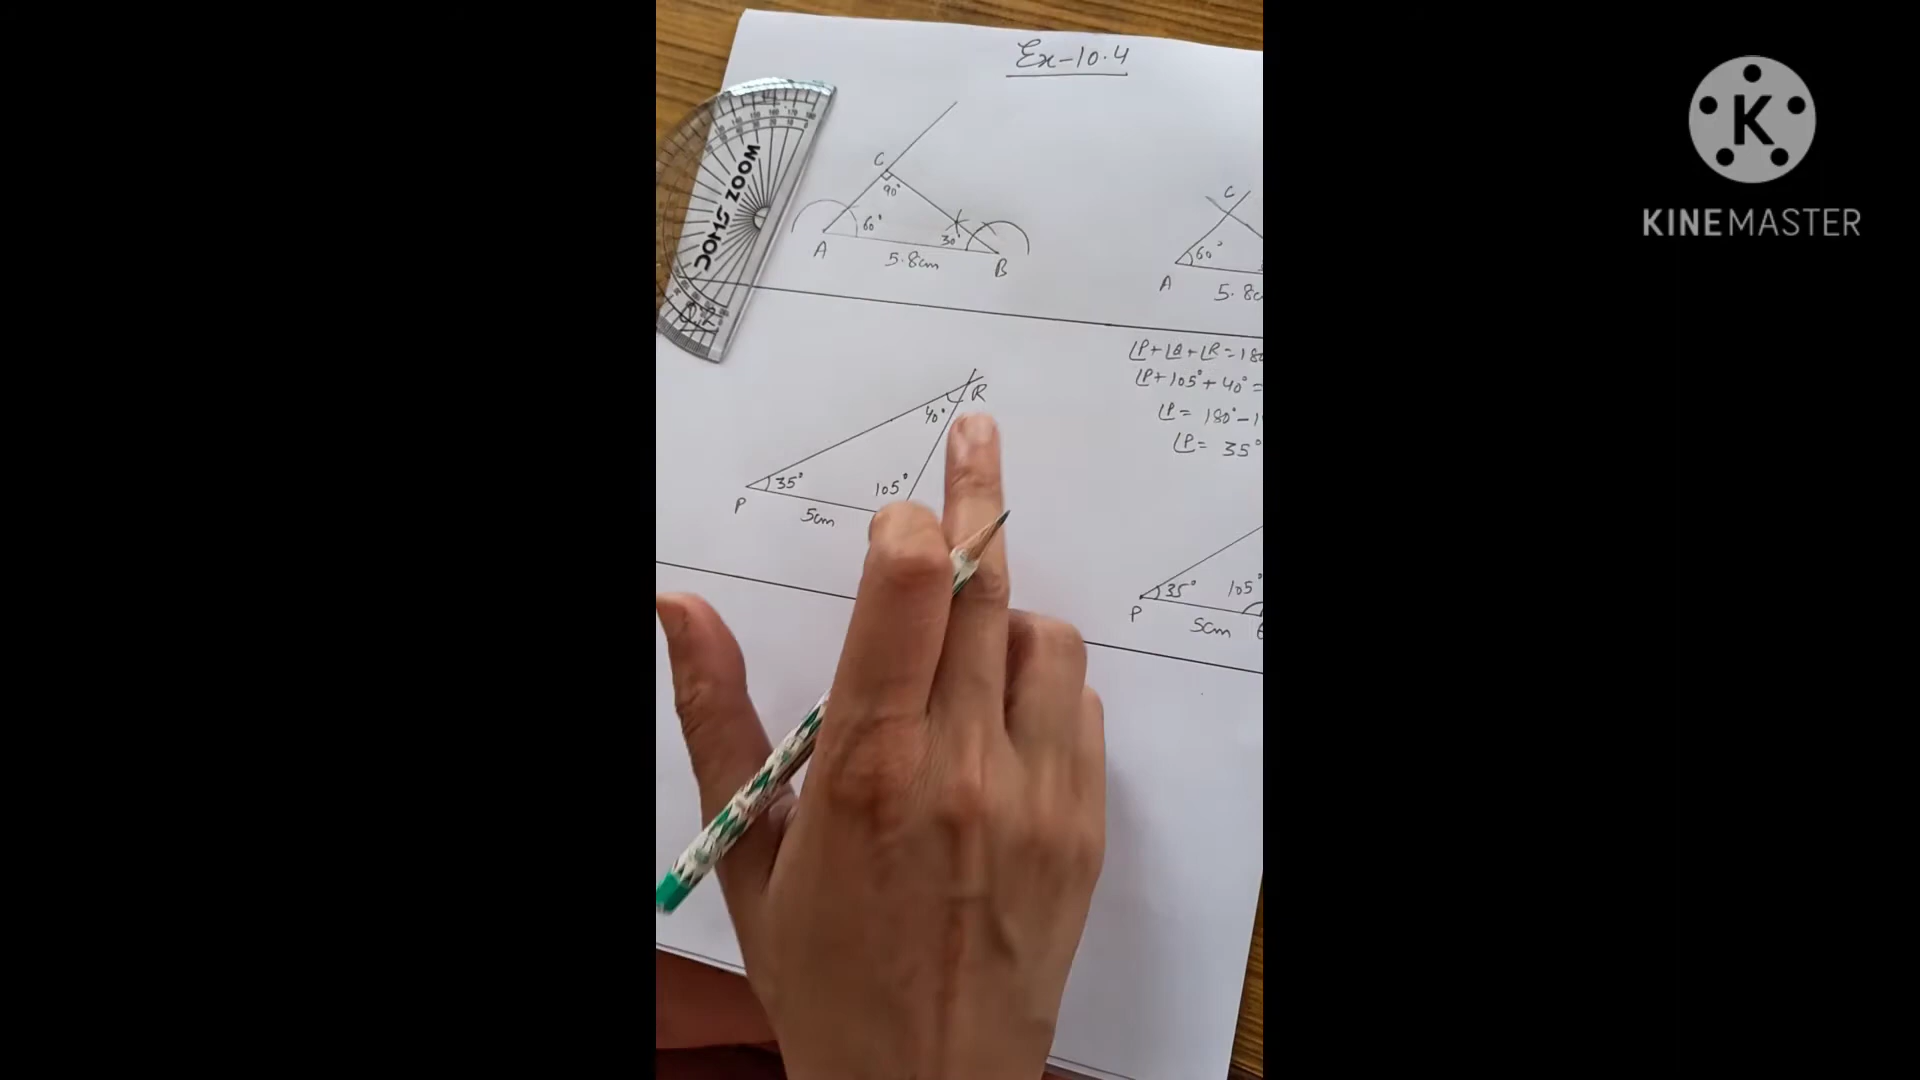 Ex-10.4
DOMS ZOOM
C
90°
60°
30°
A
5.8cm
B
C
60°
A
5.8c
Q.2
∠P+∠Q+∠R=18
∠P+105°+40°=
∠P= 180°-1
∠P= 35°
R
40°
35°
105°
P
5cm
35°
105°
P
5cm
K
KINEMASTER